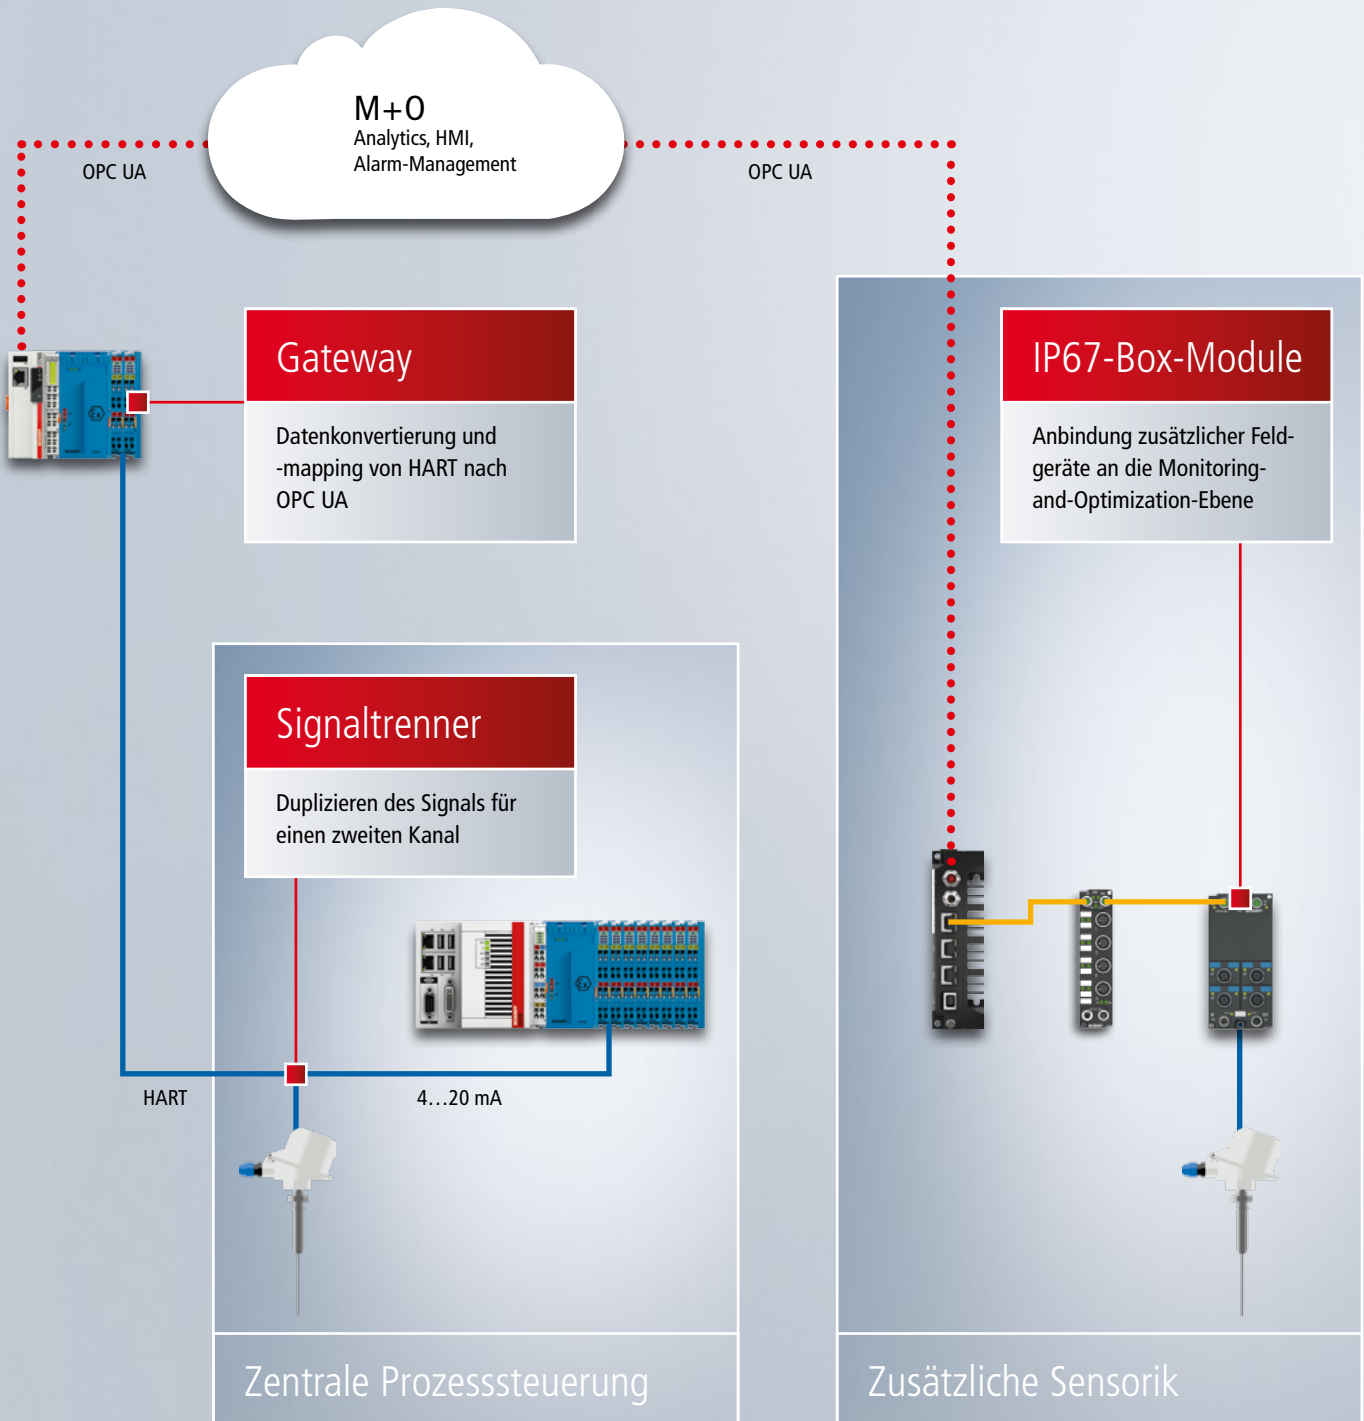 M+O
Analytics, HMI,
Alarm-Management
OPC UA
OPC UA
Gateway
Datenkonvertierung und
-mapping von HART nach
OPC UA
IP67-Box-Module
Anbindung zusätzlicher Feld-
geräte an die Monitoring-
and-Optimization-Ebene
Signaltrenner
Duplizieren des Signals für
einen zweiten Kanal
HART
4…20 mA
Zentrale Prozesssteuerung
Zusätzliche Sensorik